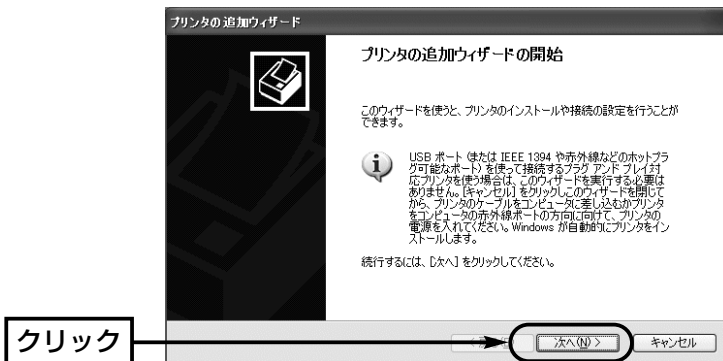 プリンタの追加ウィザード
プリンタの追加ウィザードの開始
このウィザードを使うと、プリンタのインストールや接続の設定を行うことが
できます。
USB ポート (または IEEE 1394 や赤外線などのホットプラ
グ可能なポート) を使って接続するプラグ アンド プレイ対
応プリンタを使う場合は、このウィザードを実行する必要は
ありません。[キャンセル] をクリックしこのウィザードを閉じて
から、プリンタのケーブルをコンピュータに差し込むかプリンタ
をコンピュータの赤外線ポートの方向に向けて、プリンタの
電源を入れてください。Windows が自動的にプリンタをイン
ストールします。
続行するには、[次へ] をクリックしてください。
クリック
次へ(N) >
キャンセル